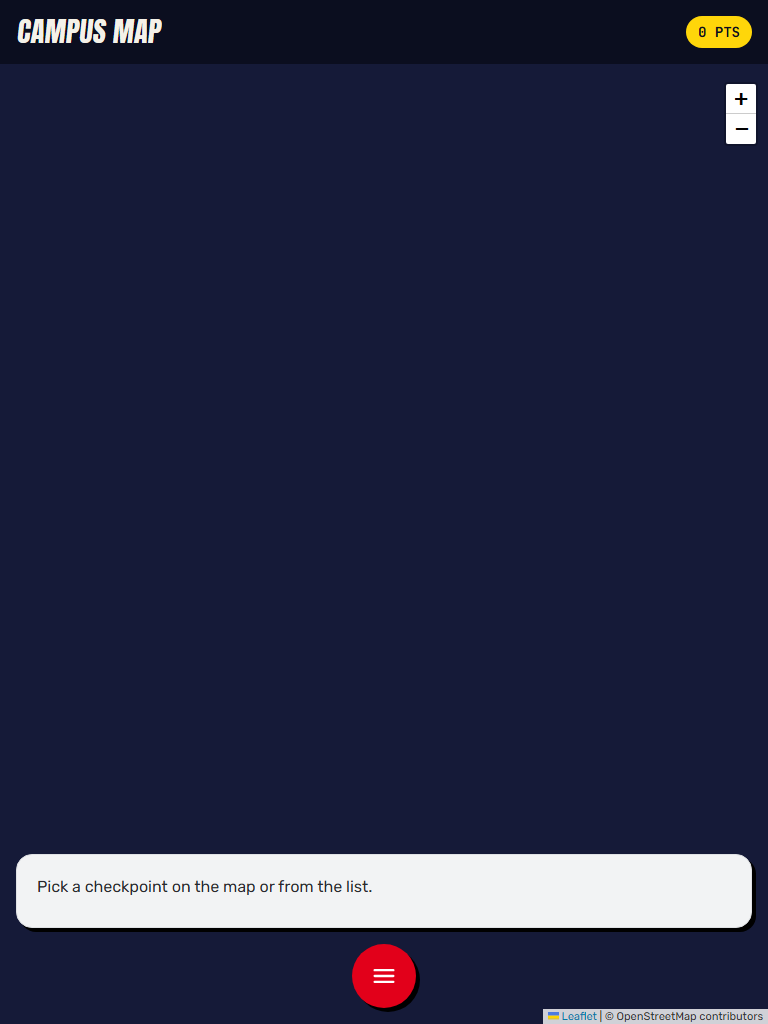 CAMPUS MAP
0 PTS
+
−
Pick a checkpoint on the map or from the list.
Leaflet | © OpenStreetMap contributors